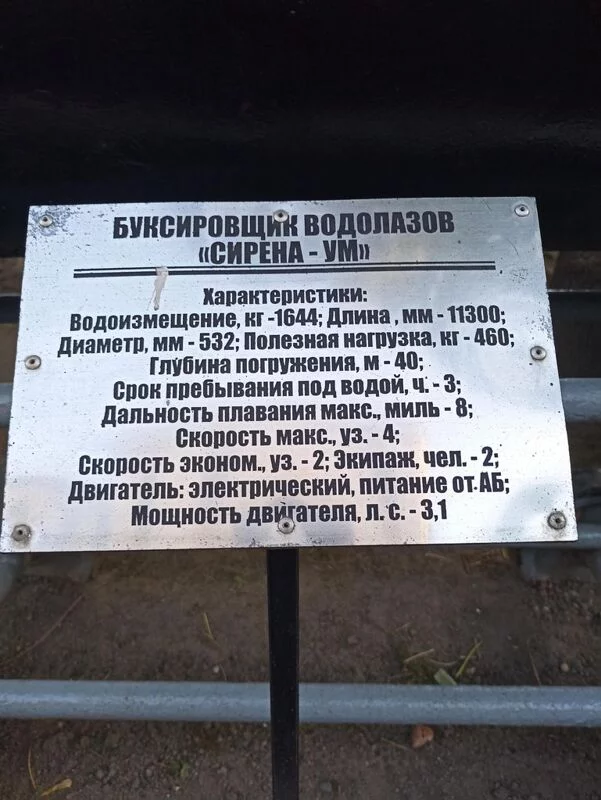 БУКСИРОВЩИК ВОДОЛАЗОВ
«СИРЕНА - УМ»
Характеристики:
Водоизмещение, кг -1644; Длина , мм - 11300;
Диаметр, мм - 532; Полезная нагрузка, кг - 460;
Глубина погружения, м - 40;
Срок пребывания под водой, ч. - 3;
Дальность плавания макс., миль - 8;
Скорость макс., уз. - 4;
Скорость эконом., уз. - 2; Экипаж, чел. - 2;
Двигатель: электрический, питание от АБ;
Мощность двигателя, л. с. - 3,1